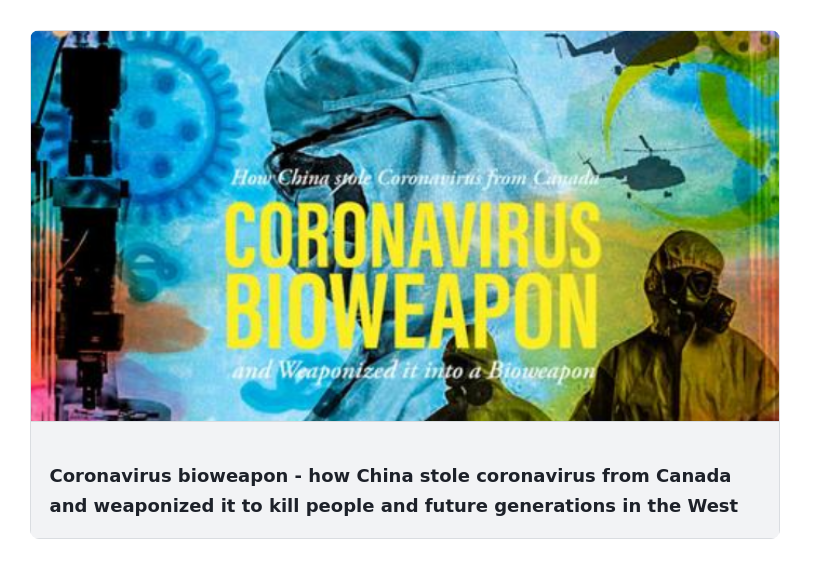 How China stole Coronavirus from Canada
CORONAVIRUS
BIOWEAPON
and Weaponized it into a Bioweapon
Coronavirus bioweapon - how China stole coronavirus from Canada
and weaponized it to kill people and future generations in the West